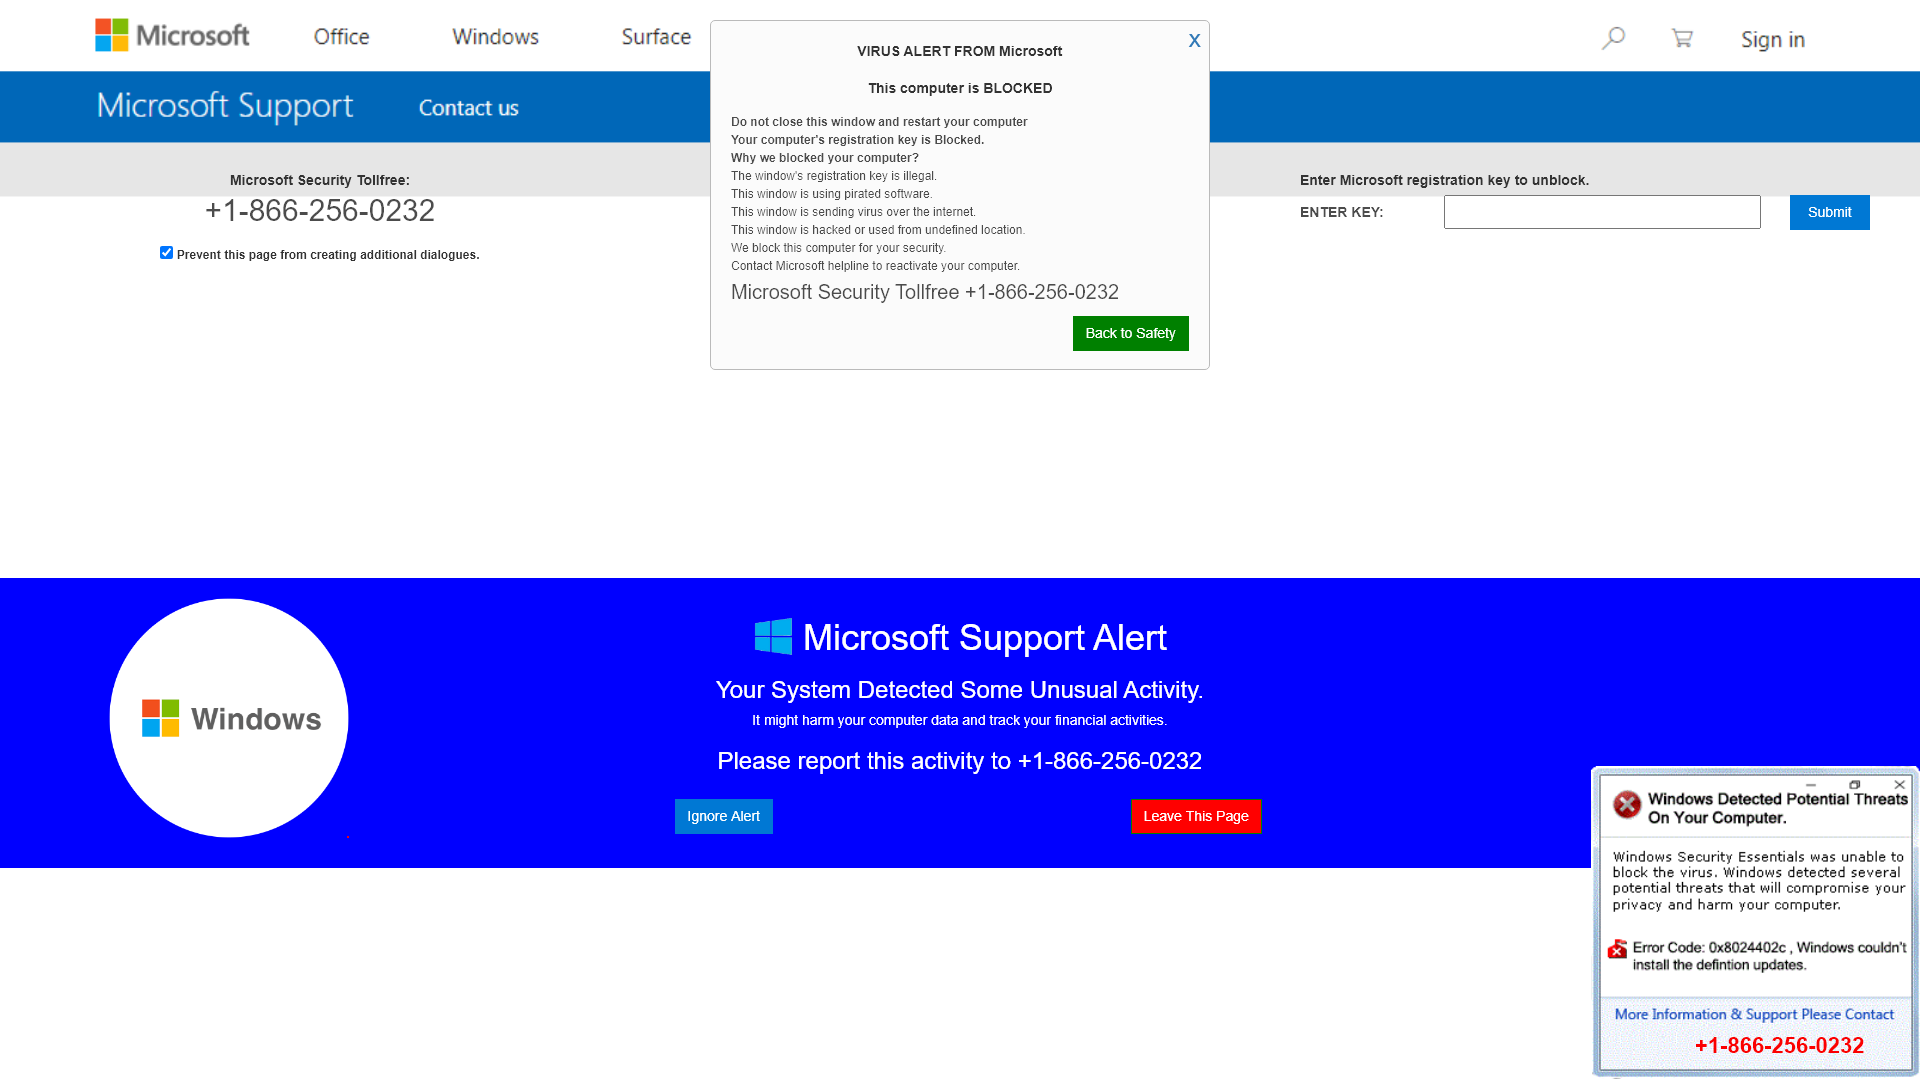 Microsoft
Office
Windows
Surface
Sign in
Microsoft Support
Contact us
Microsoft Security Tollfree:
+1-866-256-0232
Prevent this page from creating additional dialogues.
X
VIRUS ALERT FROM Microsoft
This computer is BLOCKED
Do not close this window and restart your computer
Your computer's registration key is Blocked.
Why we blocked your computer?
The window's registration key is illegal.
This window is using pirated software.
This window is sending virus over the internet.
This window is hacked or used from undefined location.
We block this computer for your security.
Contact Microsoft helpline to reactivate your computer.
Microsoft Security Tollfree +1-866-256-0232
Back to Safety
Enter Microsoft registration key to unblock.
ENTER KEY:
Submit
Windows
Microsoft Support Alert
Your System Detected Some Unusual Activity.
It might harm your computer data and track your financial activities.
Please report this activity to +1-866-256-0232
Ignore Alert
Leave This Page
Windows Detected Potential Threats
On Your Computer.
Windows Security Essentials was unable to
block the virus. Windows detected several
potential threats that will compromise your
privacy and harm your computer.
Error Code: 0x8024402c , Windows couldn't
install the defintion updates.
More Information & Support Please Contact
+1-866-256-0232